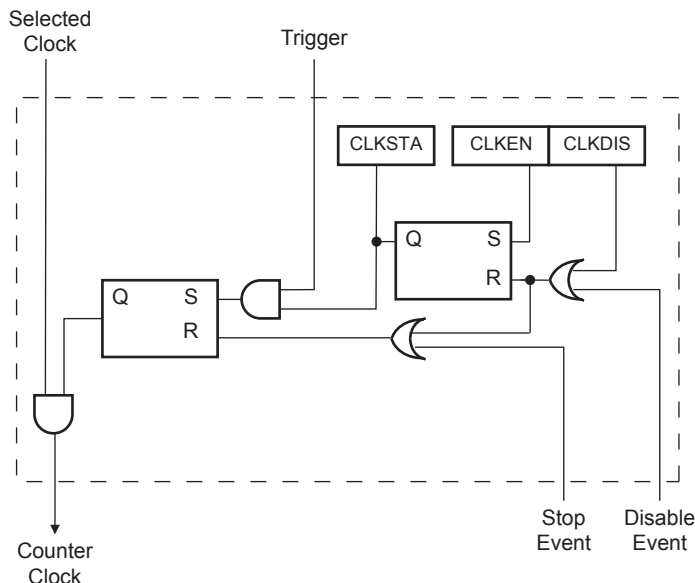 Selected
Clock
Trigger
CLKSTA
CLKEN
CLKDIS
Q
S
R
Q
S
R
Counter
Clock
Stop
Event
Disable
Event